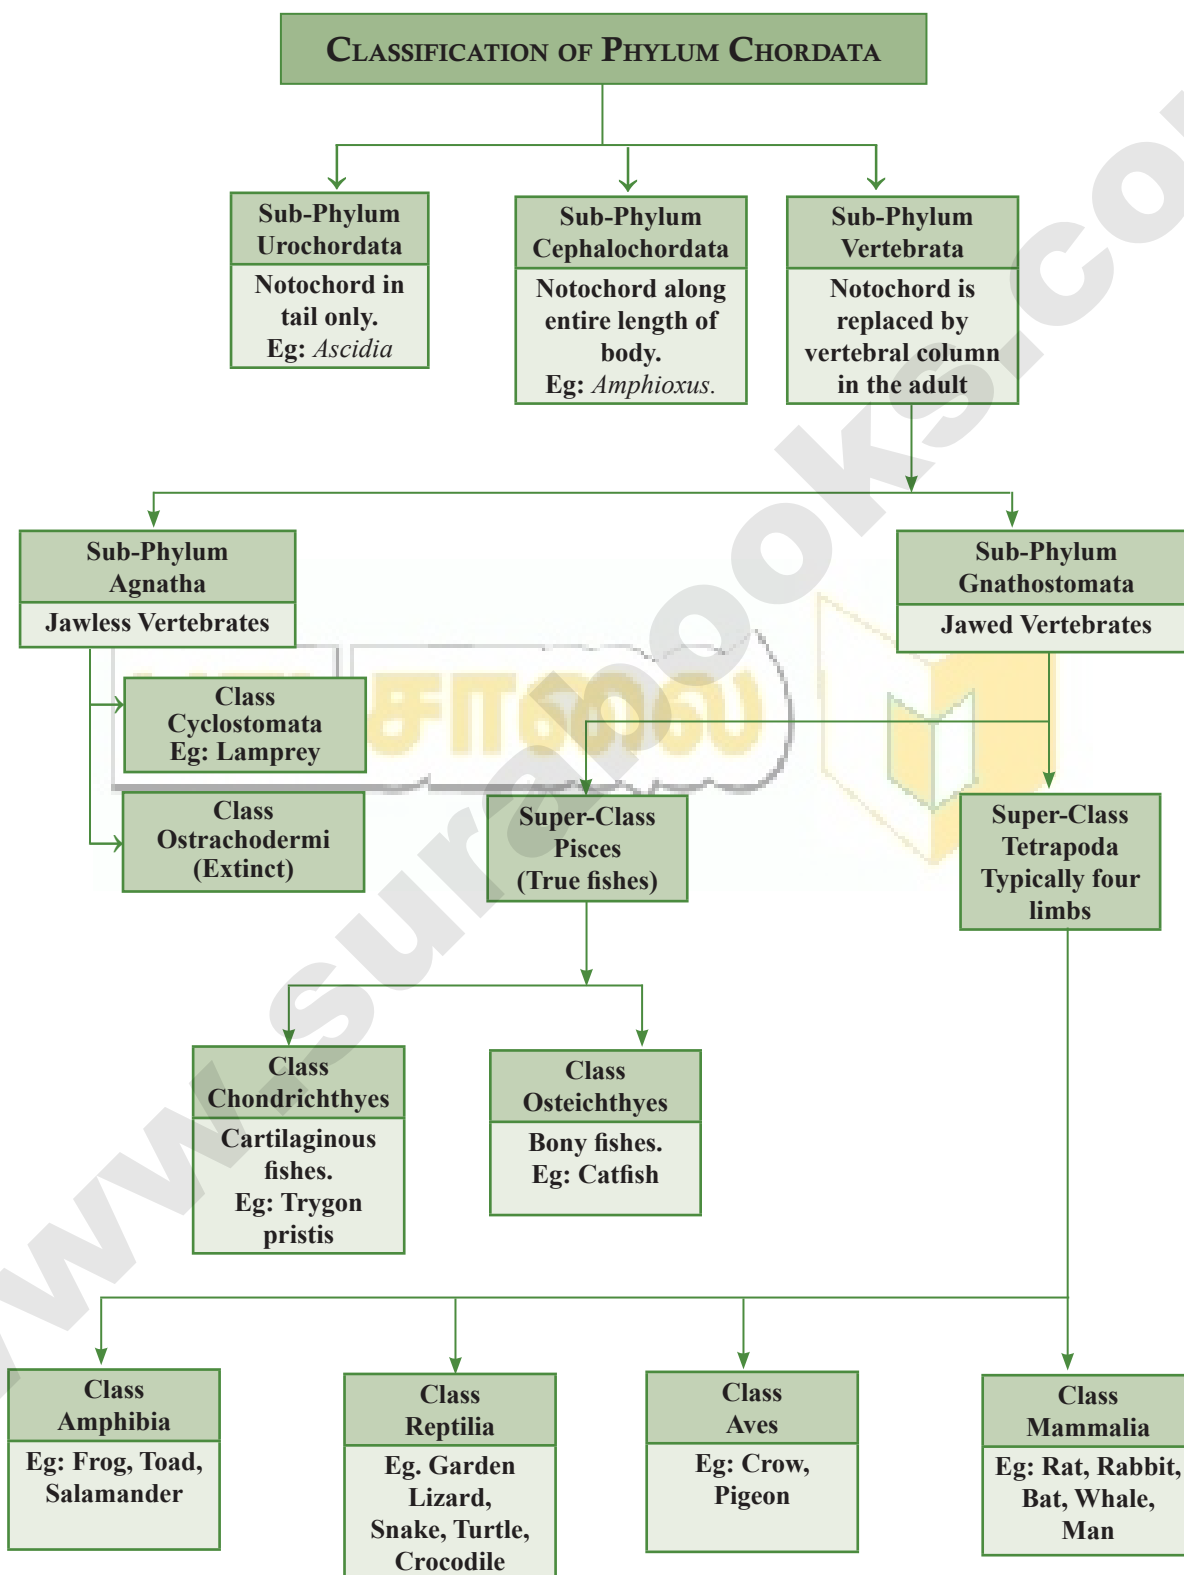 CLASSIFICATION OF PHYLUM CHORDATA
Sub-Phylum
Urochordata
Notochord in
tail only.
Eg: Ascidia
Sub-Phylum
Cephalochordata
Notochord along
entire length of
body.
Eg: Amphioxus.
Sub-Phylum
Vertebrata
Notochord is
replaced by
vertebral column
in the adult
Sub-Phylum
Agnatha
Jawless Vertebrates
Sub-Phylum
Gnathostomata
Jawed Vertebrates
Class
Cyclostomata
Eg: Lamprey
Class
Ostrachodermi
(Extinct)
Super-Class
Pisces
(True fishes)
Super-Class
Tetrapoda
Typically four
limbs
Class
Chondrichthyes
Cartilaginous
fishes.
Eg: Trygon
pristis
Class
Osteichthyes
Bony fishes.
Eg: Catfish
Class
Amphibia
Eg: Frog, Toad,
Salamander
Class
Reptilia
Eg. Garden
Lizard,
Snake, Turtle,
Crocodile
Class
Aves
Eg: Crow,
Pigeon
Class
Mammalia
Eg: Rat, Rabbit,
Bat, Whale,
Man
www.surabooks.com